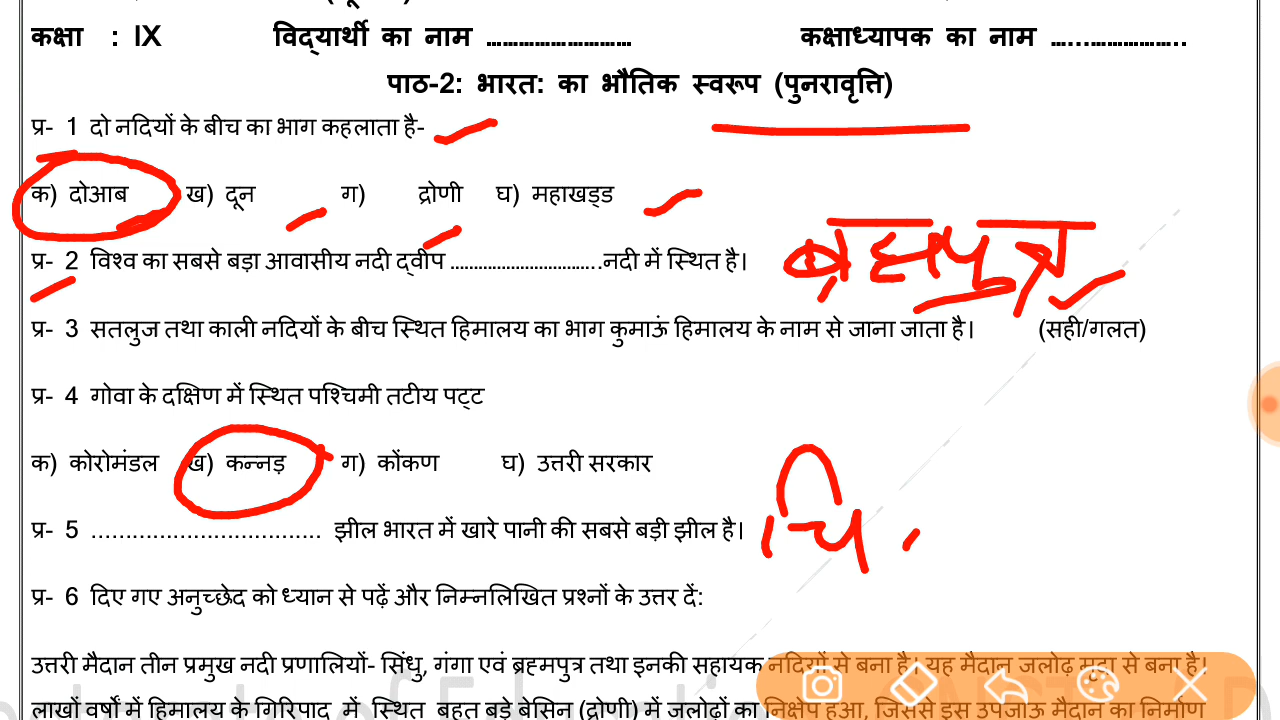 कक्षा : IX विद्यार्थी का नाम ............................ कक्षाध्यापक का नाम ......................
पाठ-2: भारत: का भौतिक स्वरूप (पुनरावृत्ति)
प्र- 1 दो नदियों के बीच का भाग कहलाता है-
क) दोआब ख) दून ग) द्रोणी घ) महाखड्ड
प्र- 2 विश्व का सबसे बड़ा आवासीय नदी द्वीप ...............................नदी में स्थित है।
ब्रह्मपुत्र
प्र- 3 सतलुज तथा काली नदियों के बीच स्थित हिमालय का भाग कुमाऊं हिमालय के नाम से जाना जाता है। (सही/गलत)
प्र- 4 गोवा के दक्षिण में स्थित पश्चिमी तटीय पट्ट
क) कोरोमंडल ख) कन्नड़ ग) कोंकण घ) उत्तरी सरकार
प्र- 5 ................................. झील भारत में खारे पानी की सबसे बड़ी झील है।
चि
प्र- 6 दिए गए अनुच्छेद को ध्यान से पढ़ें और निम्नलिखित प्रश्नों के उत्तर दें:
उत्तरी मैदान तीन प्रमुख नदी प्रणालियों- सिंधु, गंगा एवं ब्रह्मपुत्र तथा इनकी सहायक नदियों से बना है। यह मैदान जलोढ़ मृदा से बना है।
लाखों वर्षों में हिमालय के गिरिपाद में स्थित बहुत बड़े बेसिन (द्रोणी) में जलोढ़ों का निक्षेप हुआ, जिससे इस उपजाऊ मैदान का निर्माण